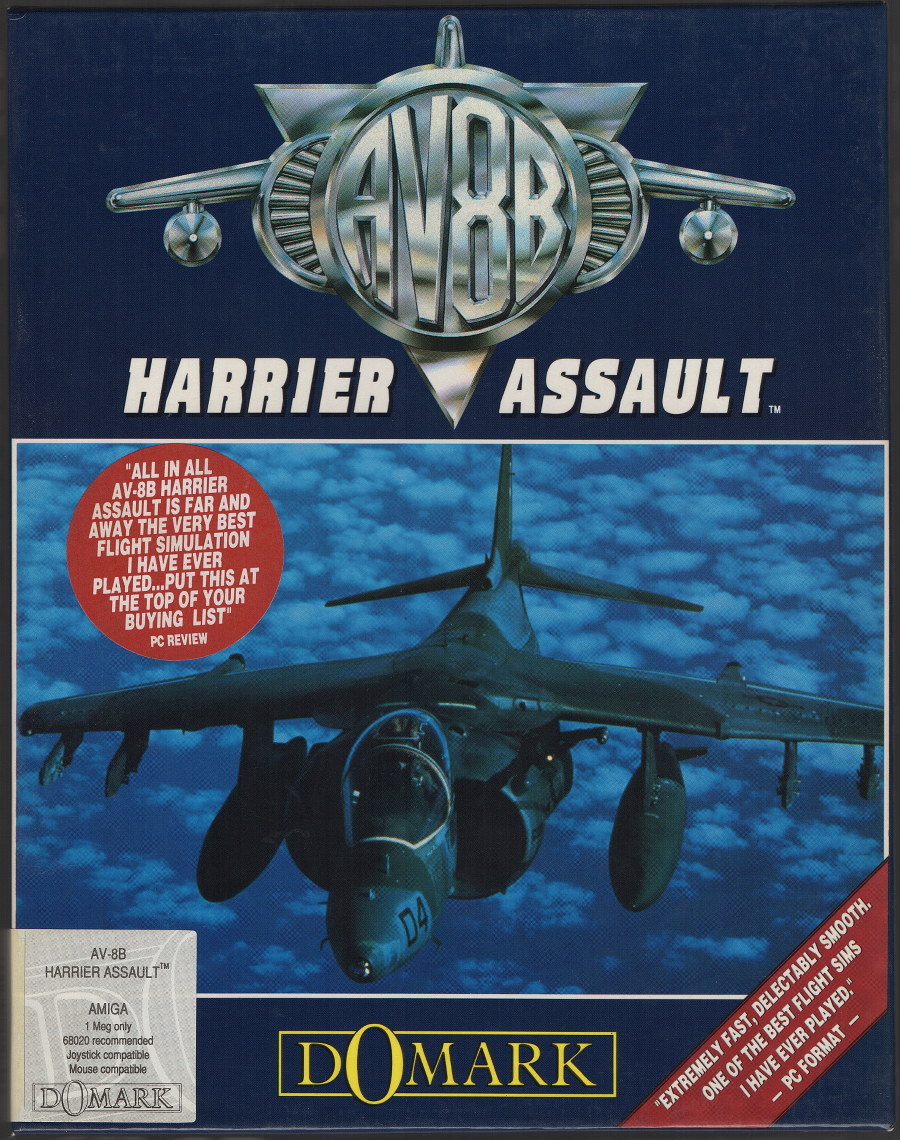 AV8B
HARRIER ASSAULT™
"ALL IN ALL
AV-8B HARRIER
ASSAULT IS FAR AND
AWAY THE VERY BEST
FLIGHT SIMULATION
I HAVE EVER
PLAYED...PUT THIS AT
THE TOP OF YOUR
BUYING LIST"
PC REVIEW
04
AV-8B
HARRIER ASSAULT™
AMIGA
1 Meg only
68020 recommended
Joystick compatible
Mouse compatible
DOMARK
DOMARK
"EXTREMELY FAST, DELECTABLY SMOOTH.
ONE OF THE BEST FLIGHT SIMS
I HAVE EVER PLAYED."
– PC FORMAT –